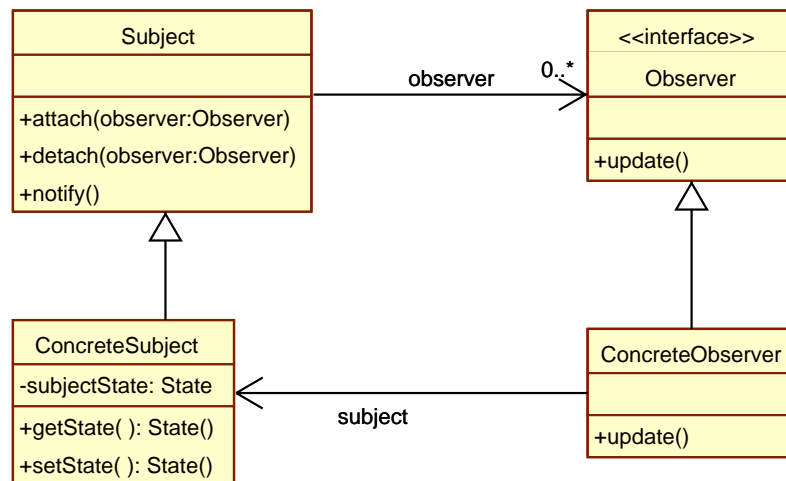 Subject
+attach(observer:Observer)
+detach(observer:Observer)
+notify()
observer
0..*
<<interface>>
Observer
+update()
ConcreteSubject
-subjectState: State
+getState( ): State()
+setState( ): State()
subject
ConcreteObserver
+update()